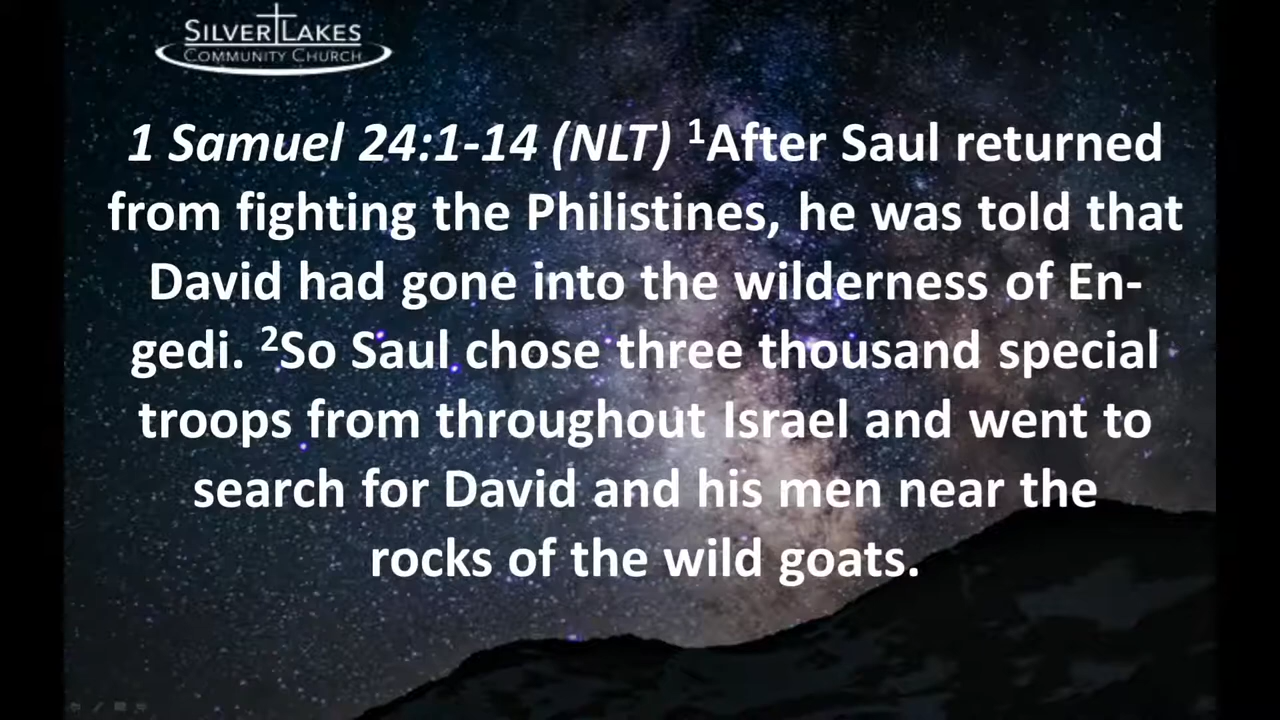 SILVER LAKES
COMMUNITY CHURCH
1 Samuel 24:1-14 (NLT) ¹After Saul returned
from fighting the Philistines, he was told that
David had gone into the wilderness of En-
gedi. ²So Saul chose three thousand special
troops from throughout Israel and went to
search for David and his men near the
rocks of the wild goats.